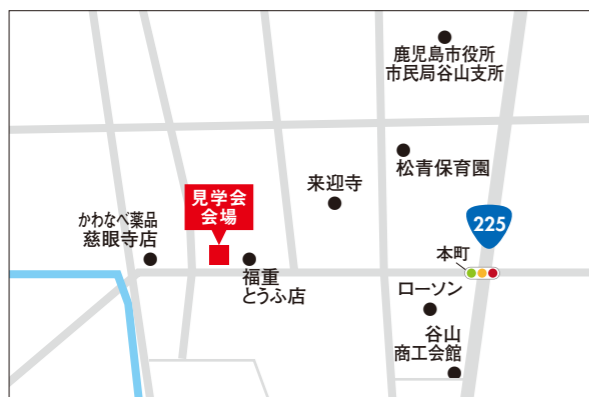 鹿児島市役所
市民局谷山支所
松青保育園
来迎寺
見学会
会場
かわなべ薬品
慈眼寺店
225
本町
福重
とうふ店
ローソン
谷山
商工会館